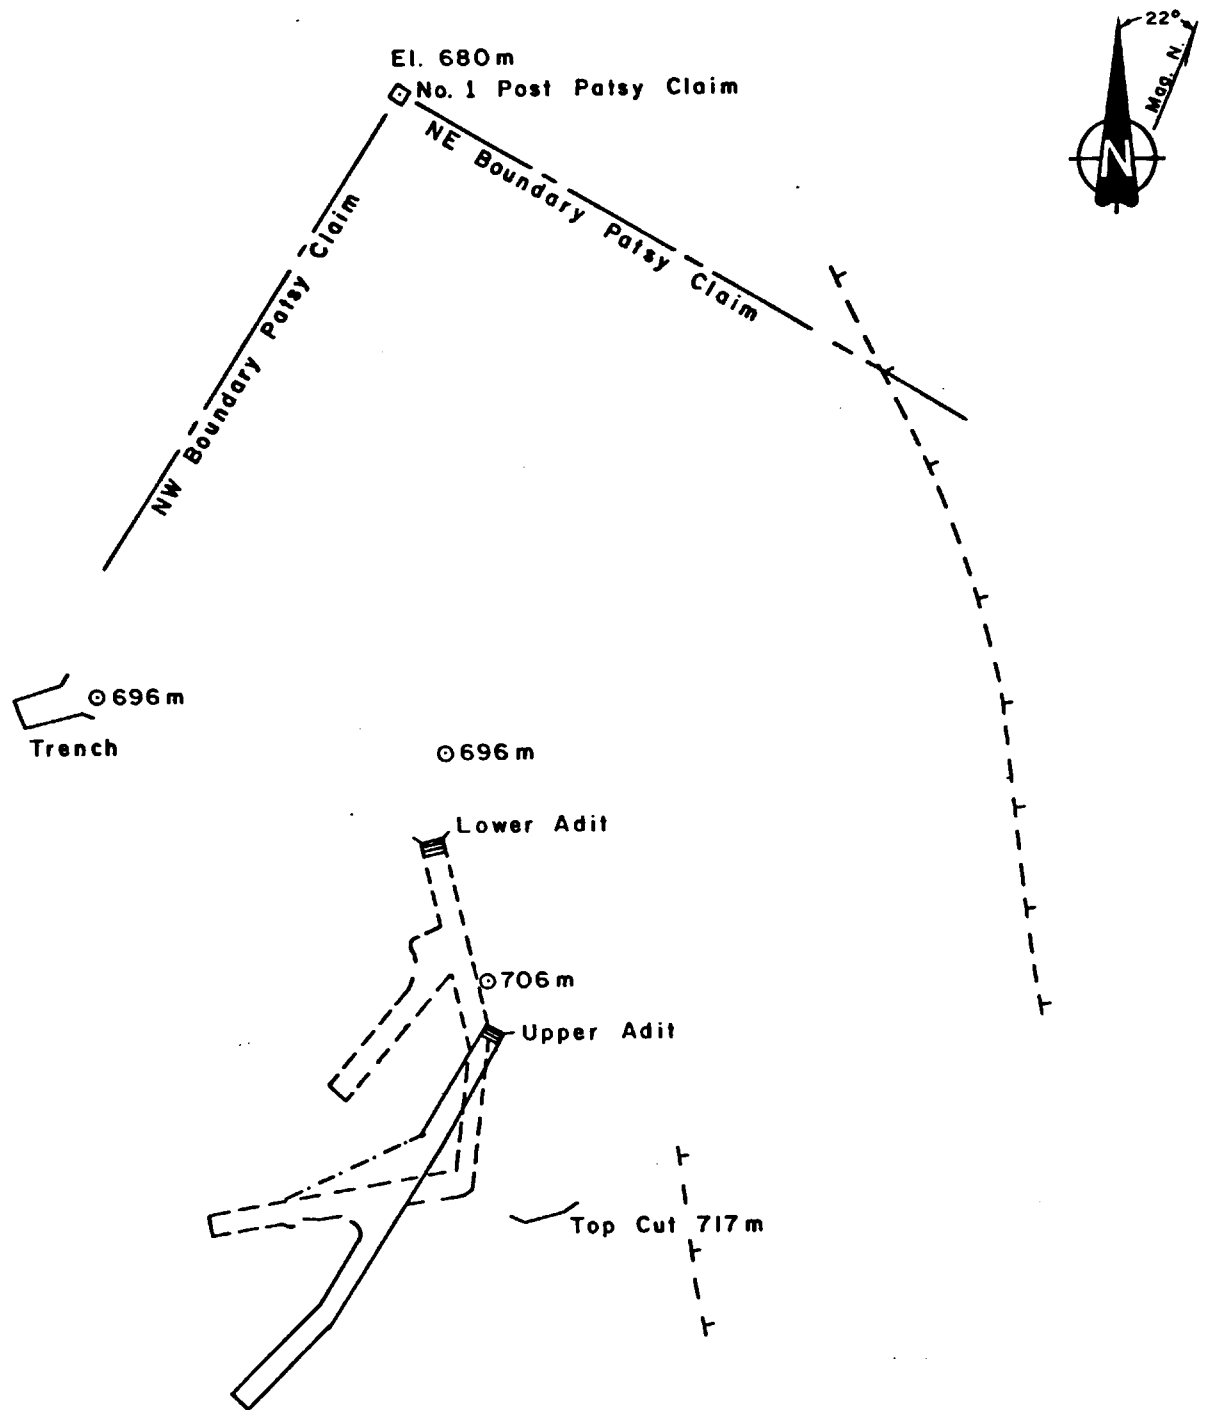 22°
Mag. N.
N
El. 680m
No. 1 Post Patsy Claim
NE Boundary Patsy Claim
NW Boundary Patsy Claim
696m
Trench
696m
Lower Adit
706m
Upper Adit
Top Cut 717m